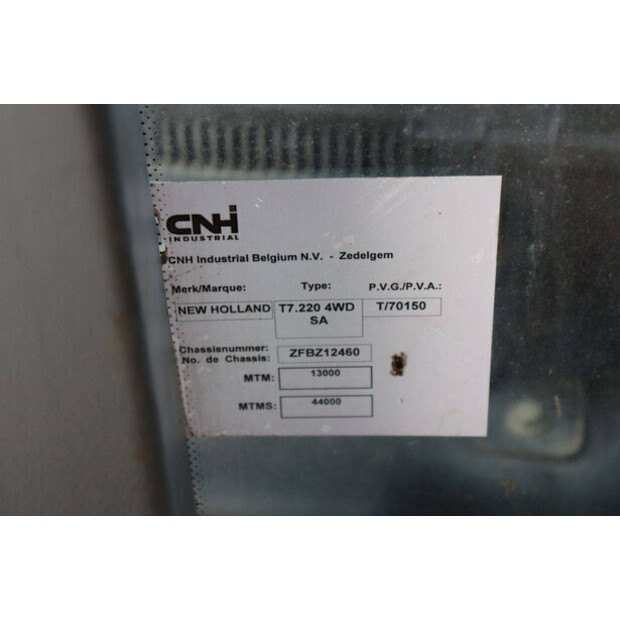 CNH
INDUSTRIAL
CNH Industrial Belgium N.V. - Zedelgem
Merk/Marque: Type: P.V.G./P.V.A.:
NEW HOLLAND T7.220 4WD T/70150
SA
Chassisnummer:
No. de Chassis: ZFBZ12460
MTM: 13000
MTMS: 44000